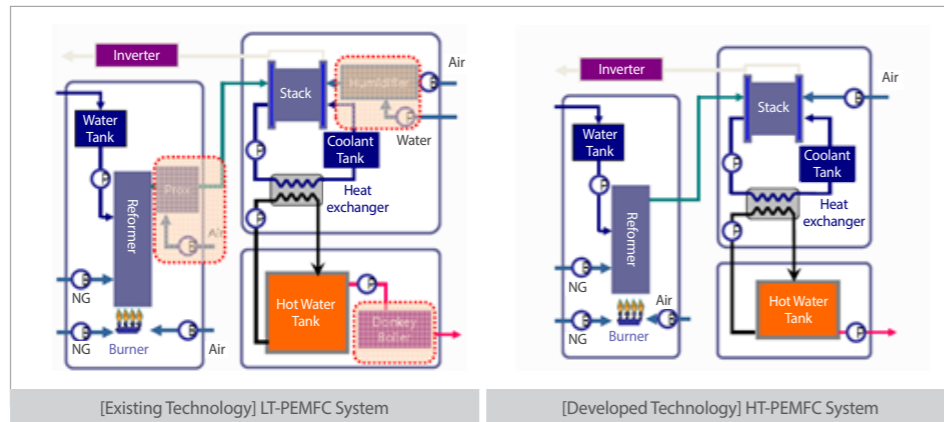 Inverter
Air
Stack
Humidifier
Water
Tank
Water
Coolant
Tank
P
Prox
Reformer
Heat
exchanger
Air
NG
Hot Water
Tank
Donkey
Boiler
NG
Burner
Air
[Existing Technology] LT-PEMFC System
Inverter
Air
Stack
Water
Tank
Coolant
Tank
P
Reformer
Heat
exchanger
NG
Air
Hot Water
Tank
NG
Burner
[Developed Technology] HT-PEMFC System